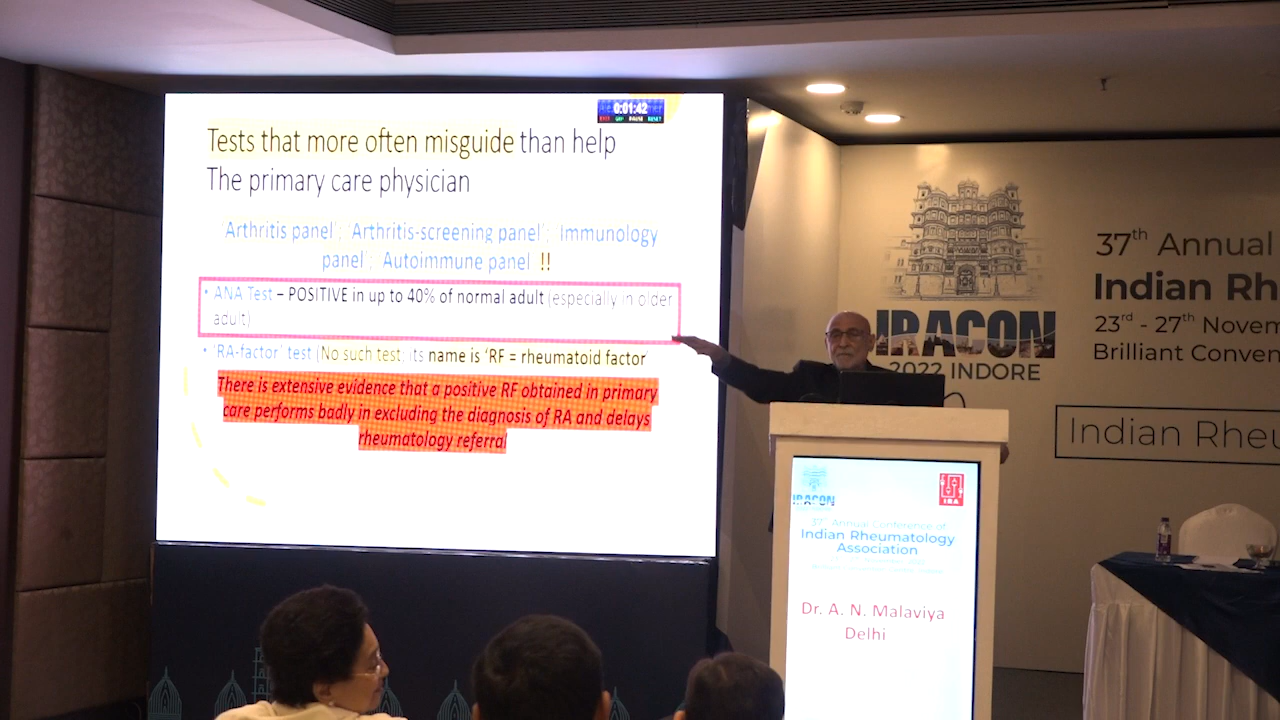 0:01:42
Tests that more often misguide than help
The primary care physician
'Arthritis panel'; 'Arthritis-screening panel'; 'Immunology
panel'; 'Autoimmune panel' !!
• ANA Test – POSITIVE in up to 40% of normal adult (especially in older
adult)
• 'RA-factor' test (No such test; its name is 'RF = rheumatoid factor'
There is extensive evidence that a positive RF obtained in primary
care performs badly in excluding the diagnosis of RA and delays
rheumatology referral
37th Annual
Indian Rh
23rd - 27th Novem
Brilliant Conven
IRACON
2022 INDORE
Indian Rheu
IRACON
IRA
37th Annual Conference of
Indian Rheumatology
Association
Dr. A. N. Malaviya
Delhi